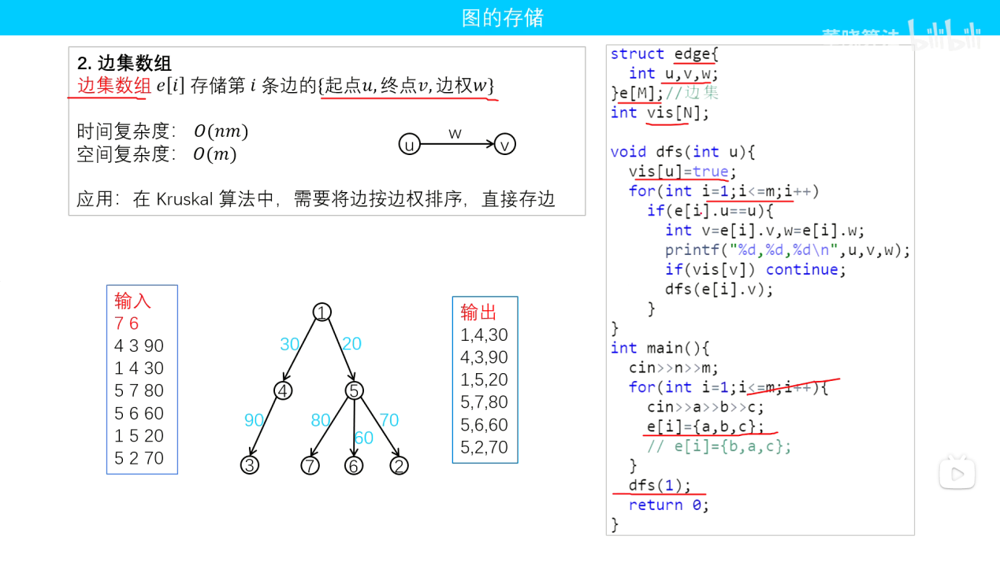 图的存储
董晓算法 bilibili
2. 边集数组
边集数组 e[i] 存储第 i 条边的{起点u,终点v,边权w}
时间复杂度： O(nm)
空间复杂度： O(m)
u w v
应用：在 Kruskal 算法中，需要将边按边权排序，直接存边
输入
7 6
4 3 90
1 4 30
5 7 80
5 6 60
1 5 20
5 2 70
1
30 20
4 5
90 80 70
60
3 7 6 2
输出
1,4,30
4,3,90
1,5,20
5,7,80
5,6,60
5,2,70
struct edge{
int u,v,w;
}e[M];//边集
int vis[N];
void dfs(int u){
vis[u]=true;
for(int i=1;i<=m;i++)
if(e[i].u==u){
int v=e[i].v,w=e[i].w;
printf("%d,%d,%d\n",u,v,w);
if(vis[v]) continue;
dfs(e[i].v);
}
}
int main(){
cin>>n>>m;
for(int i=1;i<=m;i++){
cin>>a>>b>>c;
e[i]={a,b,c};
// e[i]={b,a,c};
}
dfs(1);
return 0;
}